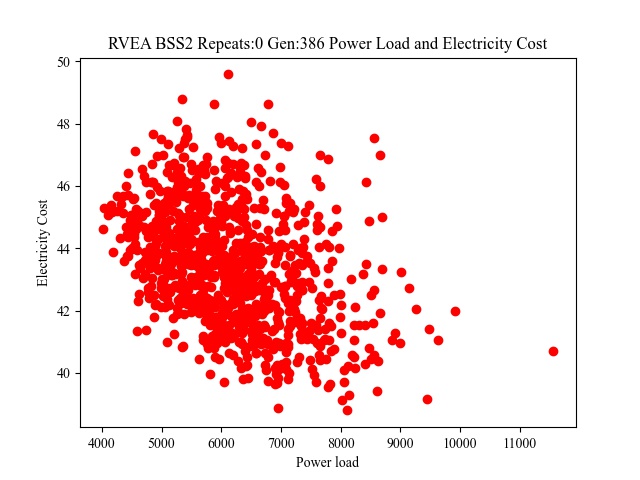 RVEA BSS2 Repeats:0 Gen:386 Power Load and Electricity Cost
50
48
46
44
42
40
Electricity Cost
4000 5000 6000 7000 8000 9000 10000 11000
Power load